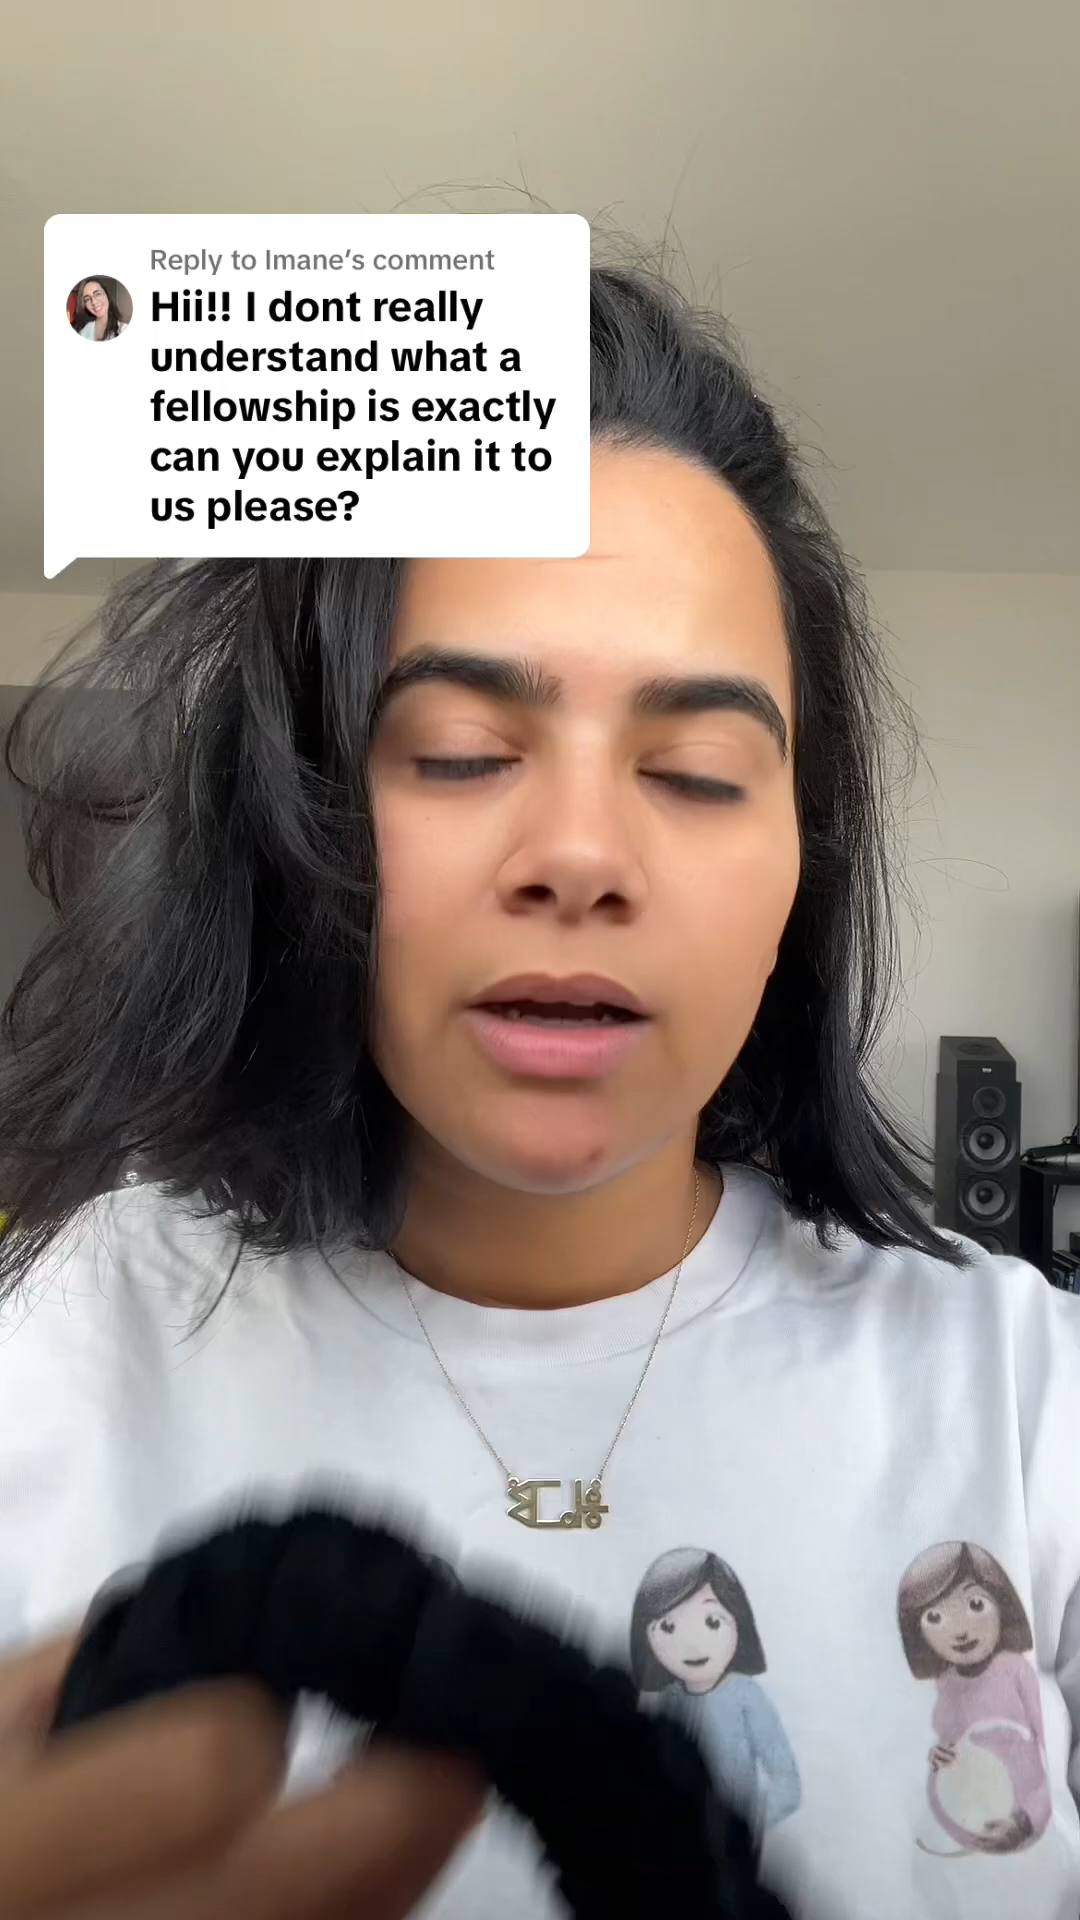 Reply to Imane’s comment
Hii!! I dont really
understand what a
fellowship is exactly
can you explain it to
us please?